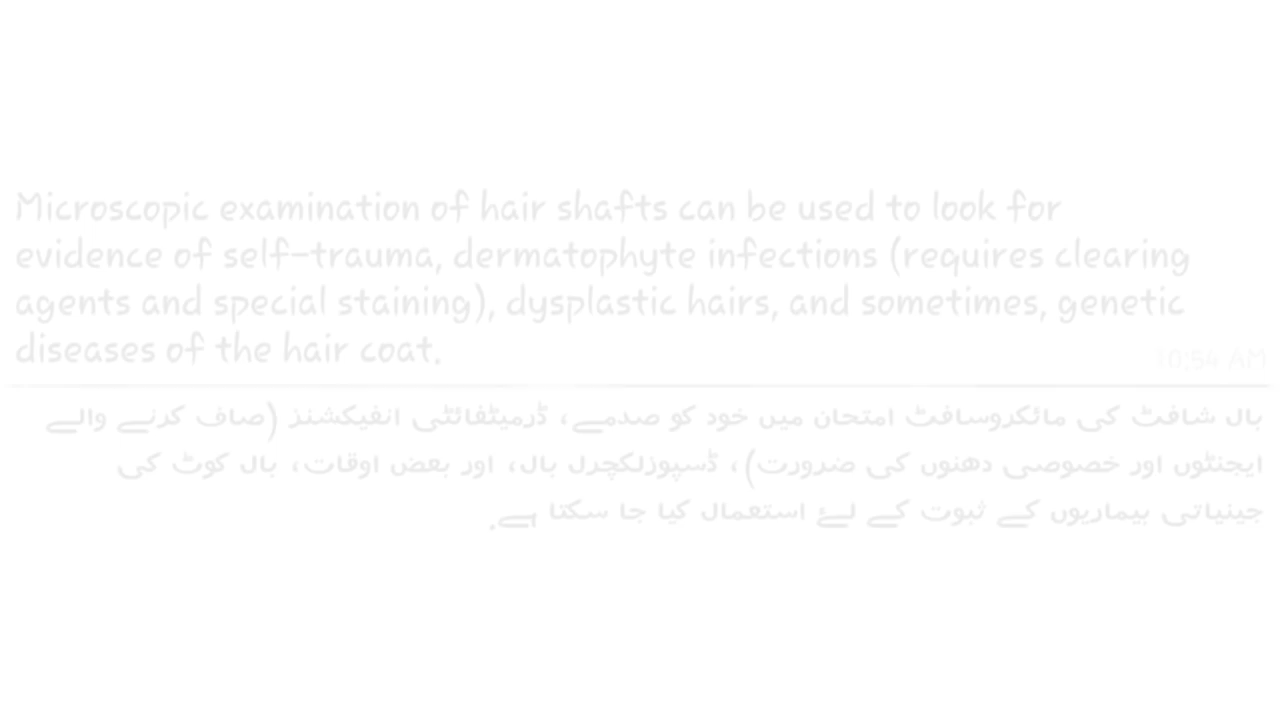 Microscopic examination of hair shafts can be used to look for
evidence of self-trauma, dermatophyte infections (requires clearing
agents and special staining), dysplastic hairs, and sometimes, genetic
diseases of the hair coat.
10:54 AM
بال شافٹ کی مائکروسافٹ امتحان میں خود کو صدمے، ڈرمیٹفائٹی انفیکشنز (صاف کرنے والے
ایجنٹوں اور خصوصی دھنوں کی ضرورت)، ڈسپوزلکچرل بال، اور بعض اوقات، بال کوٹ کی
جینیاتی بیماریوں کے ثبوت کے لۓ استعمال کیا جا سکتا ہے.